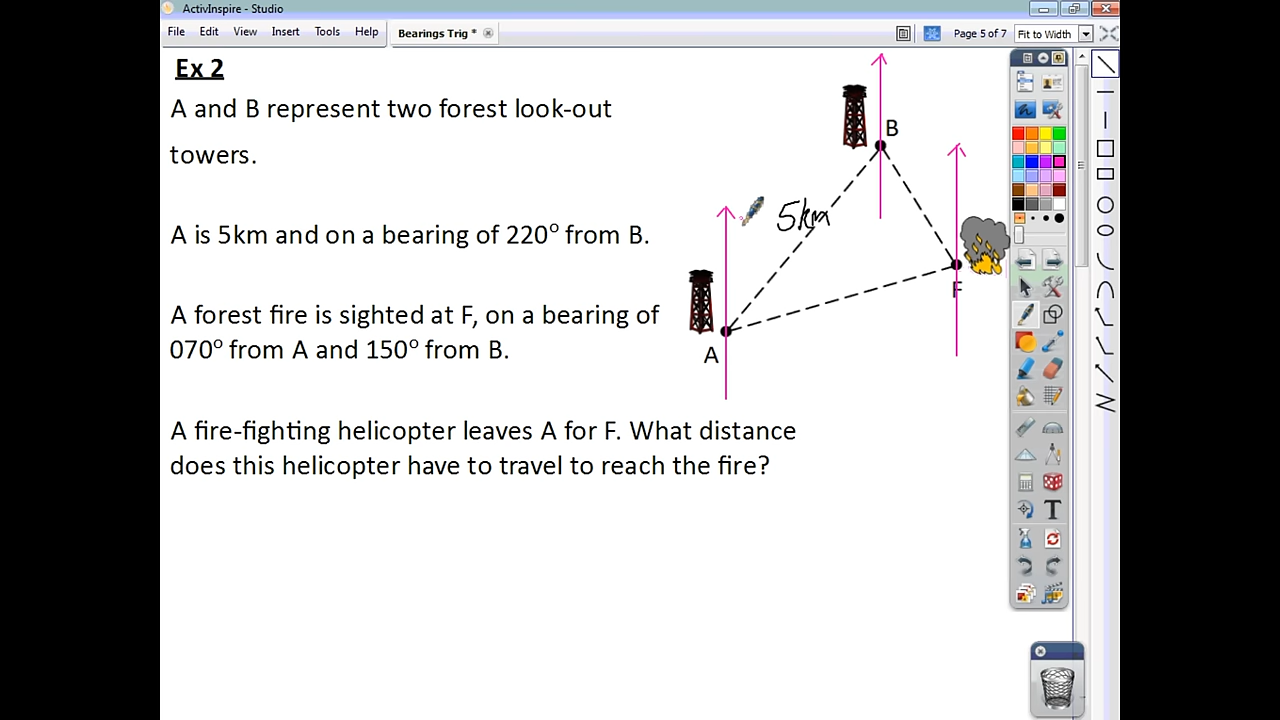 ActivInspire - Studio
File Edit View Insert Tools Help
Bearings Trig *
Page 5 of 7
Fit to Width
Ex 2
A and B represent two forest look-out
towers.
A is 5km and on a bearing of 220° from B.
A forest fire is sighted at F, on a bearing of
070° from A and 150° from B.
A fire-fighting helicopter leaves A for F. What distance
does this helicopter have to travel to reach the fire?
B
5km
F
A